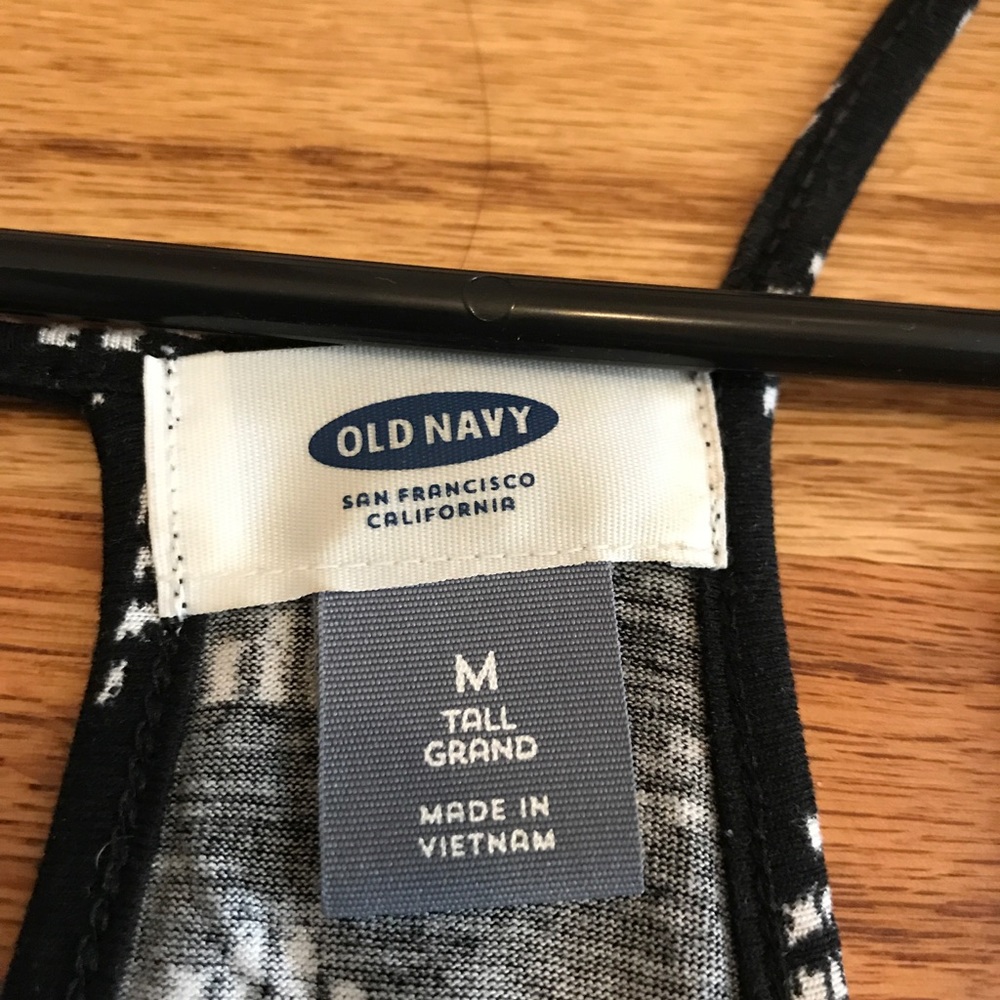 OLD NAVY
SAN FRANCISCO
CALIFORNIA
M
TALL
GRAND
MADE IN
VIETNAM